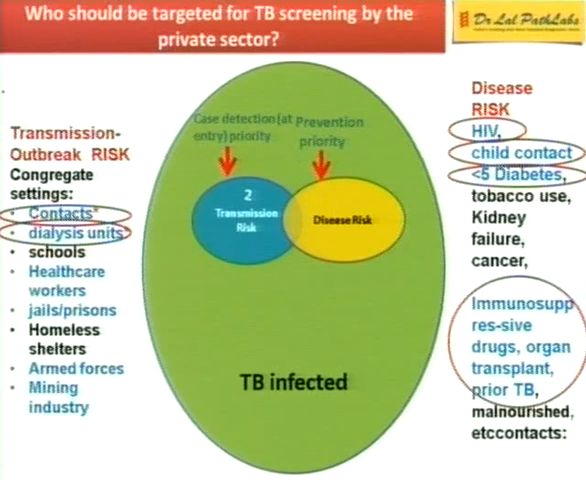 Who should be targeted for TB screening by the
private sector?
Dr Lal PathLabs
Transmission-
Outbreak RISK
Congregate
settings:
• Contacts*
• dialysis units*
• schools
• Healthcare
workers
• jails/prisons
• Homeless
shelters
• Armed forces
• Mining
industry
Case detection(at
entry)priority
Prevention
priority
2
Transmission
Risk
Disease Risk
TB infected
Disease
RISK
HIV,
child contact
<5 Diabetes,
tobacco use,
Kidney
failure,
cancer,
Immunosupp
res-sive
drugs, organ
transplant,
prior TB,
malnourished,
etccontacts: